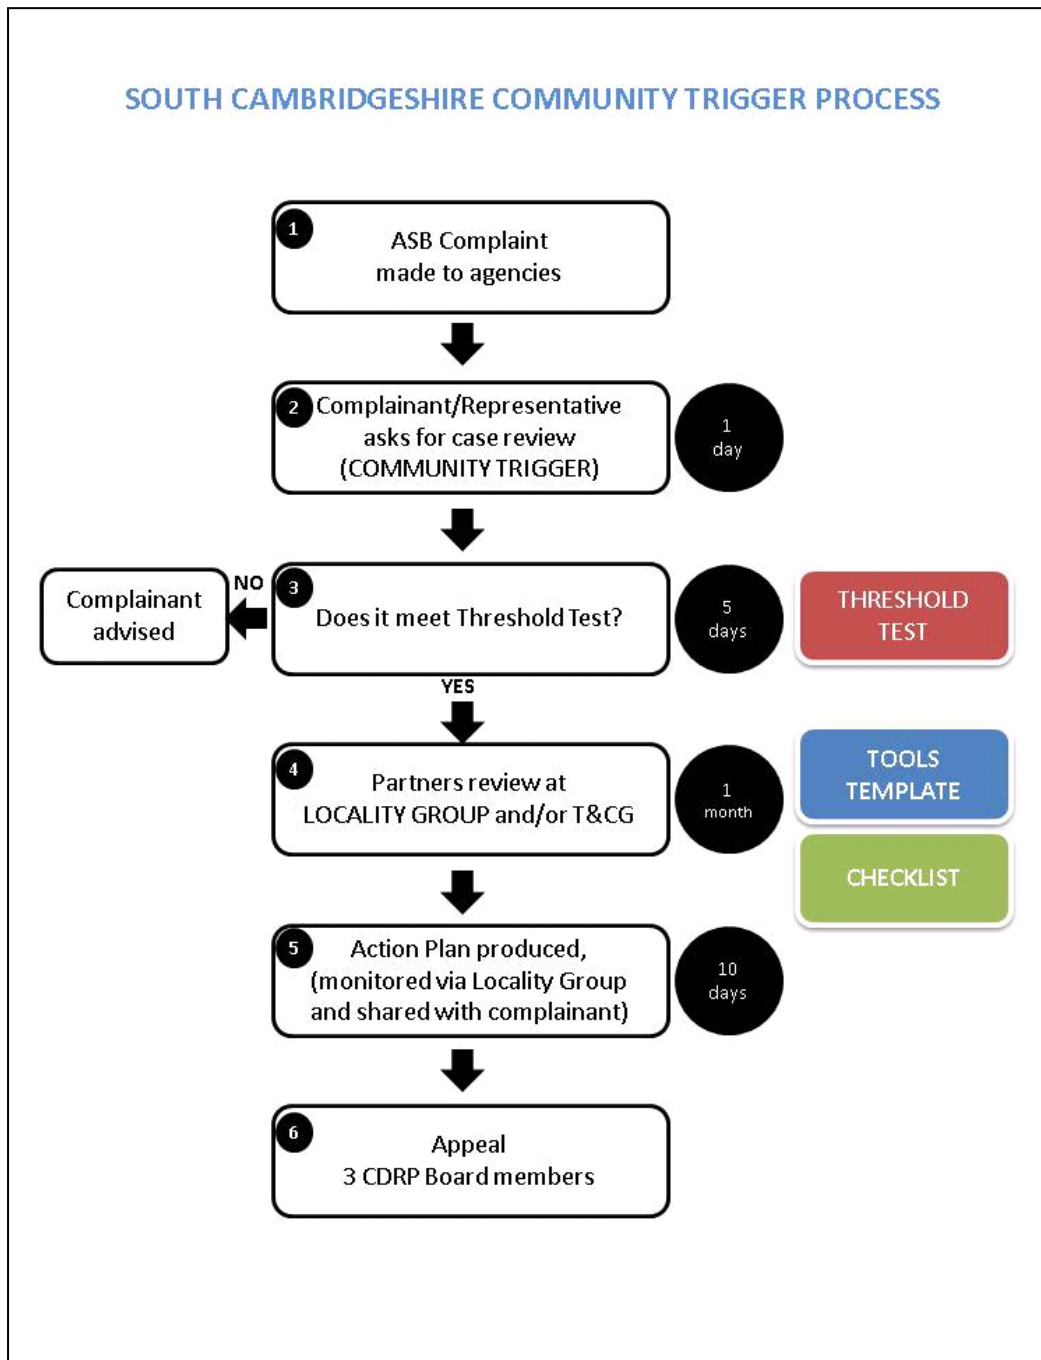 SOUTH CAMBRIDGESHIRE COMMUNITY TRIGGER PROCESS
1
ASB Complaint
made to agencies
2
Complainant/Representative
asks for case review
(COMMUNITY TRIGGER)
1
day
3
Does it meet Threshold Test?
NO
Complainant
advised
5
days
THRESHOLD
TEST
YES
4
Partners review at
LOCALITY GROUP and/or T&CG
1
month
TOOLS
TEMPLATE
CHECKLIST
5
Action Plan produced,
(monitored via Locality Group
and shared with complainant)
10
days
6
Appeal
3 CDRP Board members